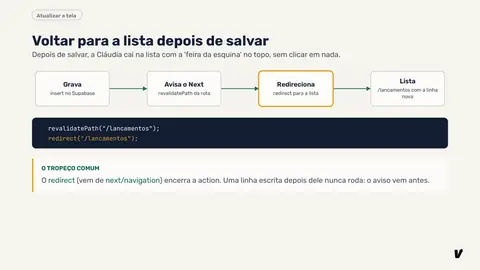 Atualizar a tela
Voltar para a lista depois de salvar
Depois de salvar, a Cláudia cai na lista com a 'feira da esquina' no topo, sem clicar em nada.
Grava
insert no Supabase
Avisa o Next
revalidatePath da rota
Redireciona
redirect para a lista
Lista
/lancamentos com a linha
nova
revalidatePath("/lancamentos");
redirect("/lancamentos");
O TROPEÇO COMUM
O redirect (vem de next/navigation) encerra a action. Uma linha escrita depois dele nunca roda: o aviso vem antes.